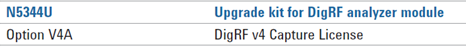 N5344U Upgrade kit for DigRF analyzer module
Option V4A DigRF v4 Capture License